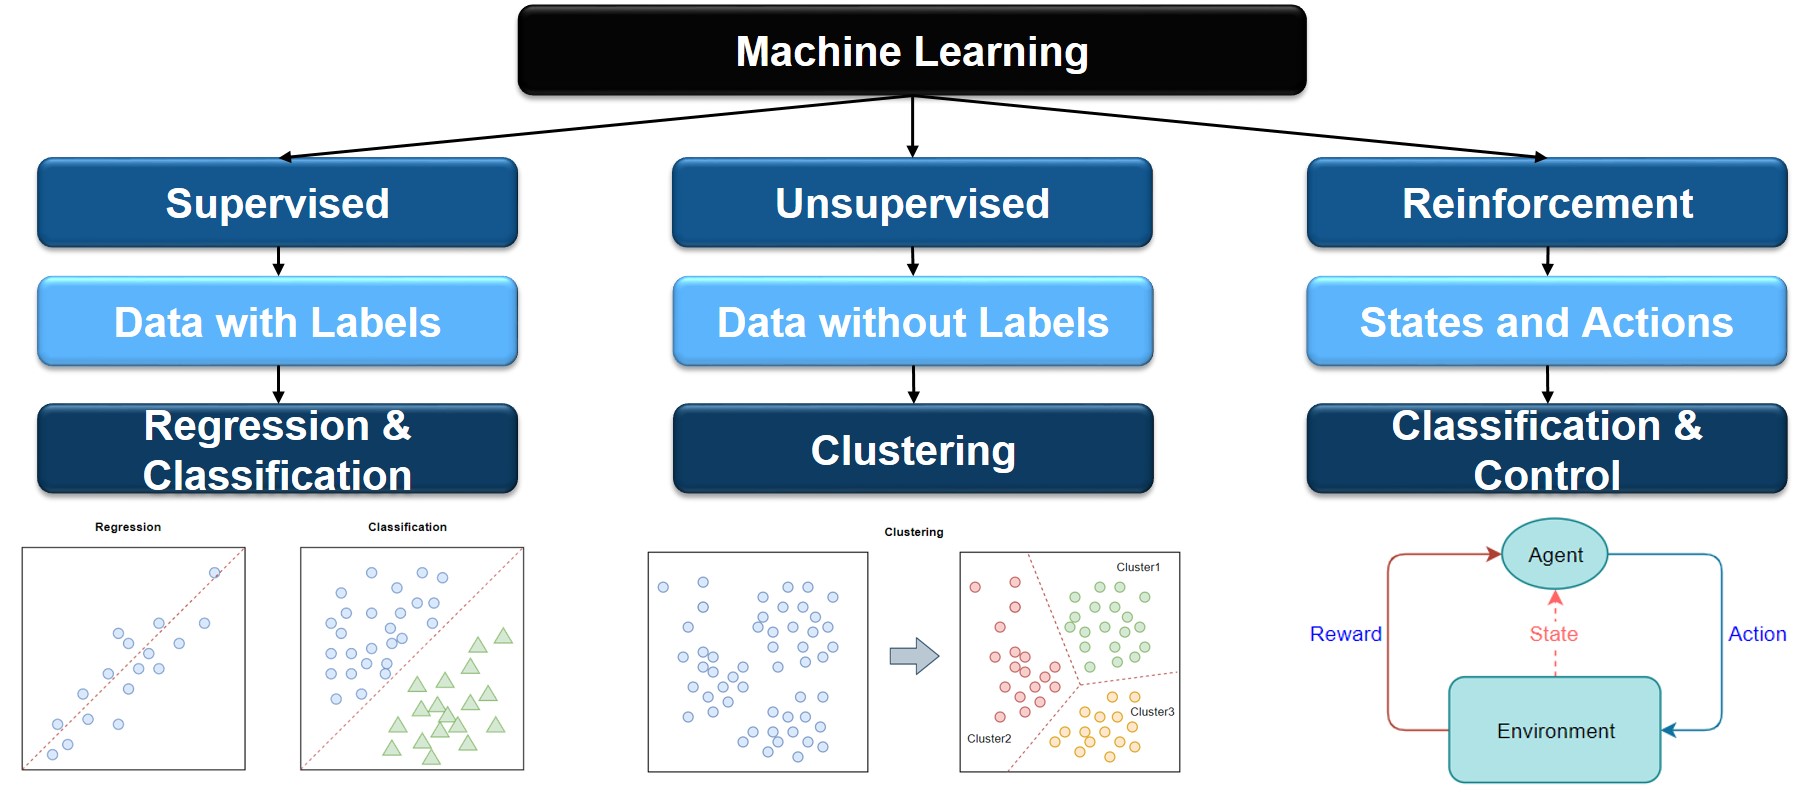 Machine Learning
Supervised
Unsupervised
Reinforcement
Data with Labels
Data without Labels
States and Actions
Regression &
Classification
Clustering
Classification &
Control
Regression
Classification
Clustering
Cluster1
Cluster2
Cluster3
Agent
Reward
State
Action
Environment